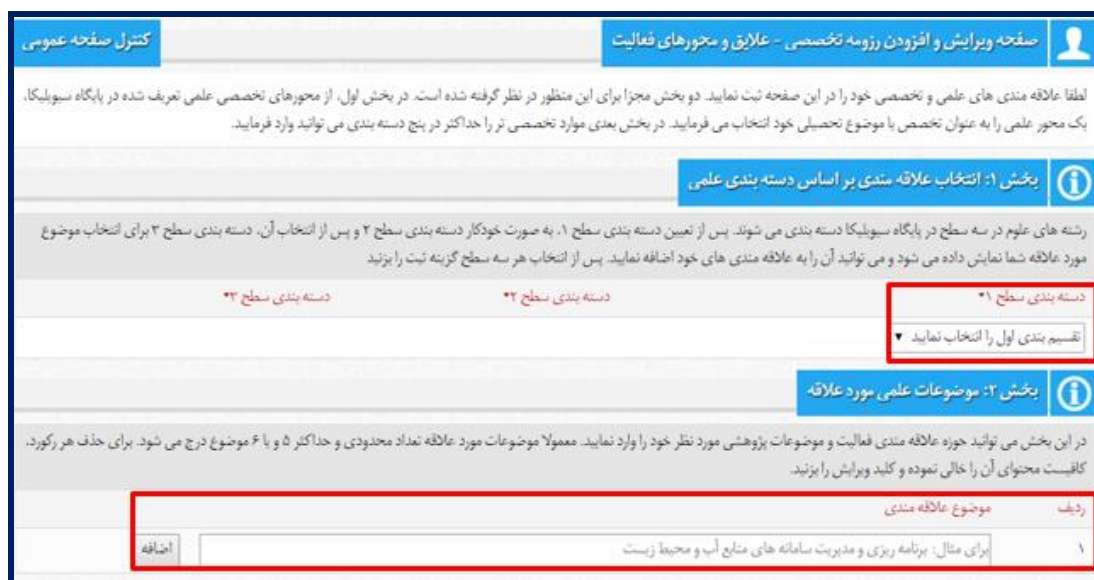 صفحه ویرایش و افزودن رزومه تخصصی - علایق و محورهای فعالیت
کنترل صفحه عمومی
لطفا علاقه مندی های علمی و تخصصی خود را در این صفحه ثبت نمایید. دو بخش مجزا برای این منظور در نظر گرفته شده است. در بخش اول، از محورهای تخصصی علمی تعریف شده در پایگاه سیویلیکا،
یک محور علمی را به عنوان تخصص یا موضوع تحصیلی خود انتخاب می فرمایید. در بخش بعدی موارد تخصصی تر را حداکثر در پنج دسته بندی می توانید وارد فرمایید.
بخش ۱: انتخاب علاقه مندی بر اساس دسته بندی علمی
رشته های علوم در سه سطح در پایگاه سیویلیکا دسته بندی می شوند. پس از تعیین دسته بندی سطح ۱، به صورت خودکار دسته بندی سطح ۲ و پس از انتخاب آن، دسته بندی سطح ۳ برای انتخاب موضوع
مورد علاقه شما نمایش داده می شود و می توانید آن را به علاقه مندی های خود اضافه نمایید. پس از انتخاب هر سه سطح گزینه ثبت را بزنید
دسته بندی سطح ۱*
دسته بندی سطح ۲*
دسته بندی سطح ۳*
تقسیم بندی اول را انتخاب نمایید
بخش ۲: موضوعات علمی مورد علاقه
در این بخش می توانید حوزه علاقه مندی فعالیت و موضوعات پژوهشی مورد نظر خود را وارد نمایید. معمولا موضوعات مورد علاقه تعداد محدودی و حداکثر ۵ و یا ۶ موضوع درج می شود. برای حذف هر رکورد،
کافیست محتوای آن را خالی نموده و کلید ویرایش را بزنید.
ردیف موضوع علاقه مندی
۱ برای مثال: برنامه ریزی و مدیریت سامانه های منابع آب و محیط زیست اضافه